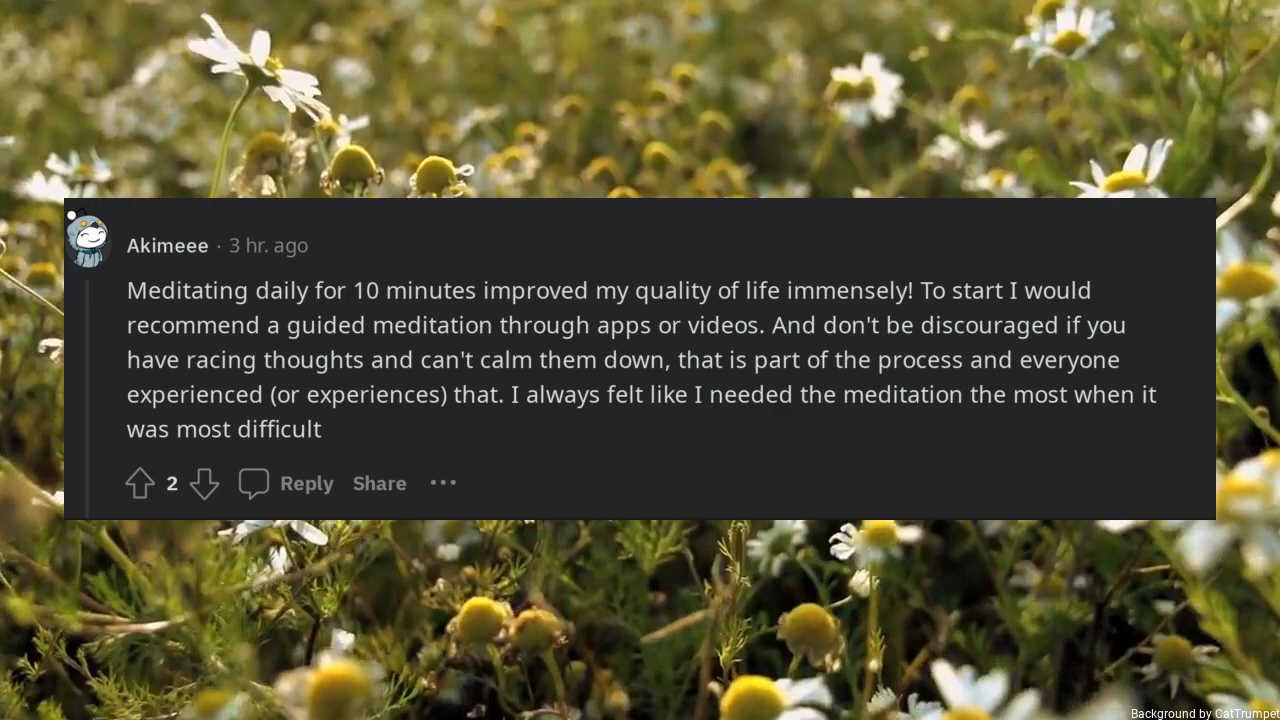 Akimeee · 3 hr. ago
Meditating daily for 10 minutes improved my quality of life immensely! To start I would
recommend a guided meditation through apps or videos. And don't be discouraged if you
have racing thoughts and can't calm them down, that is part of the process and everyone
experienced (or experiences) that. I always felt like I needed the meditation the most when it
was most difficult
2 Reply Share ···
Background by CatTrumpet